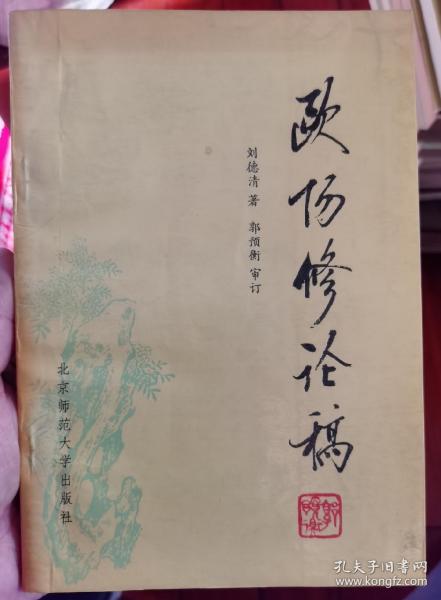 欧阳修论稿
刘德清 著 郭预衡 审订
北京师范大学出版社
孔夫子旧书网
www.kongfz.com